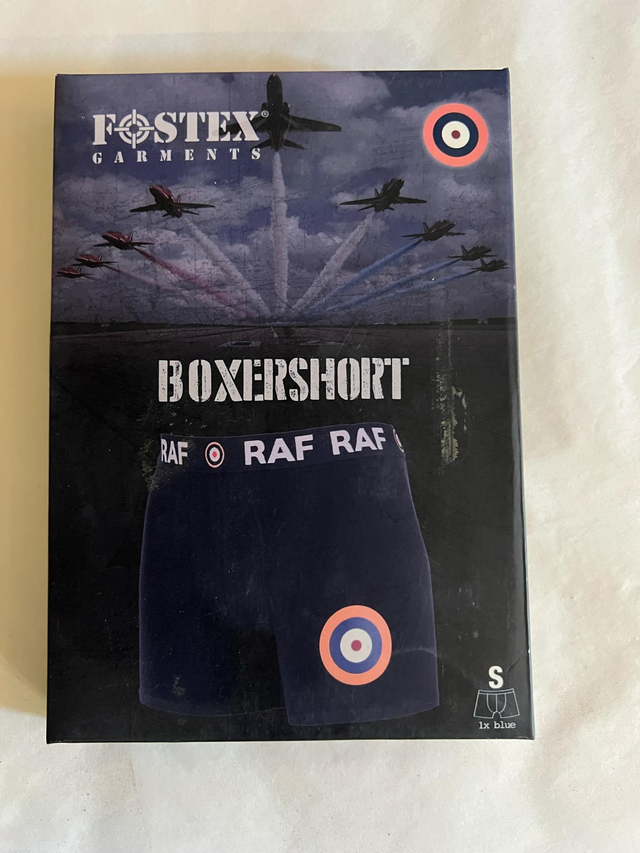 FOSTEX®
GARMENTS
BOXERSHORT
RAF RAF RAF
S
1x blue